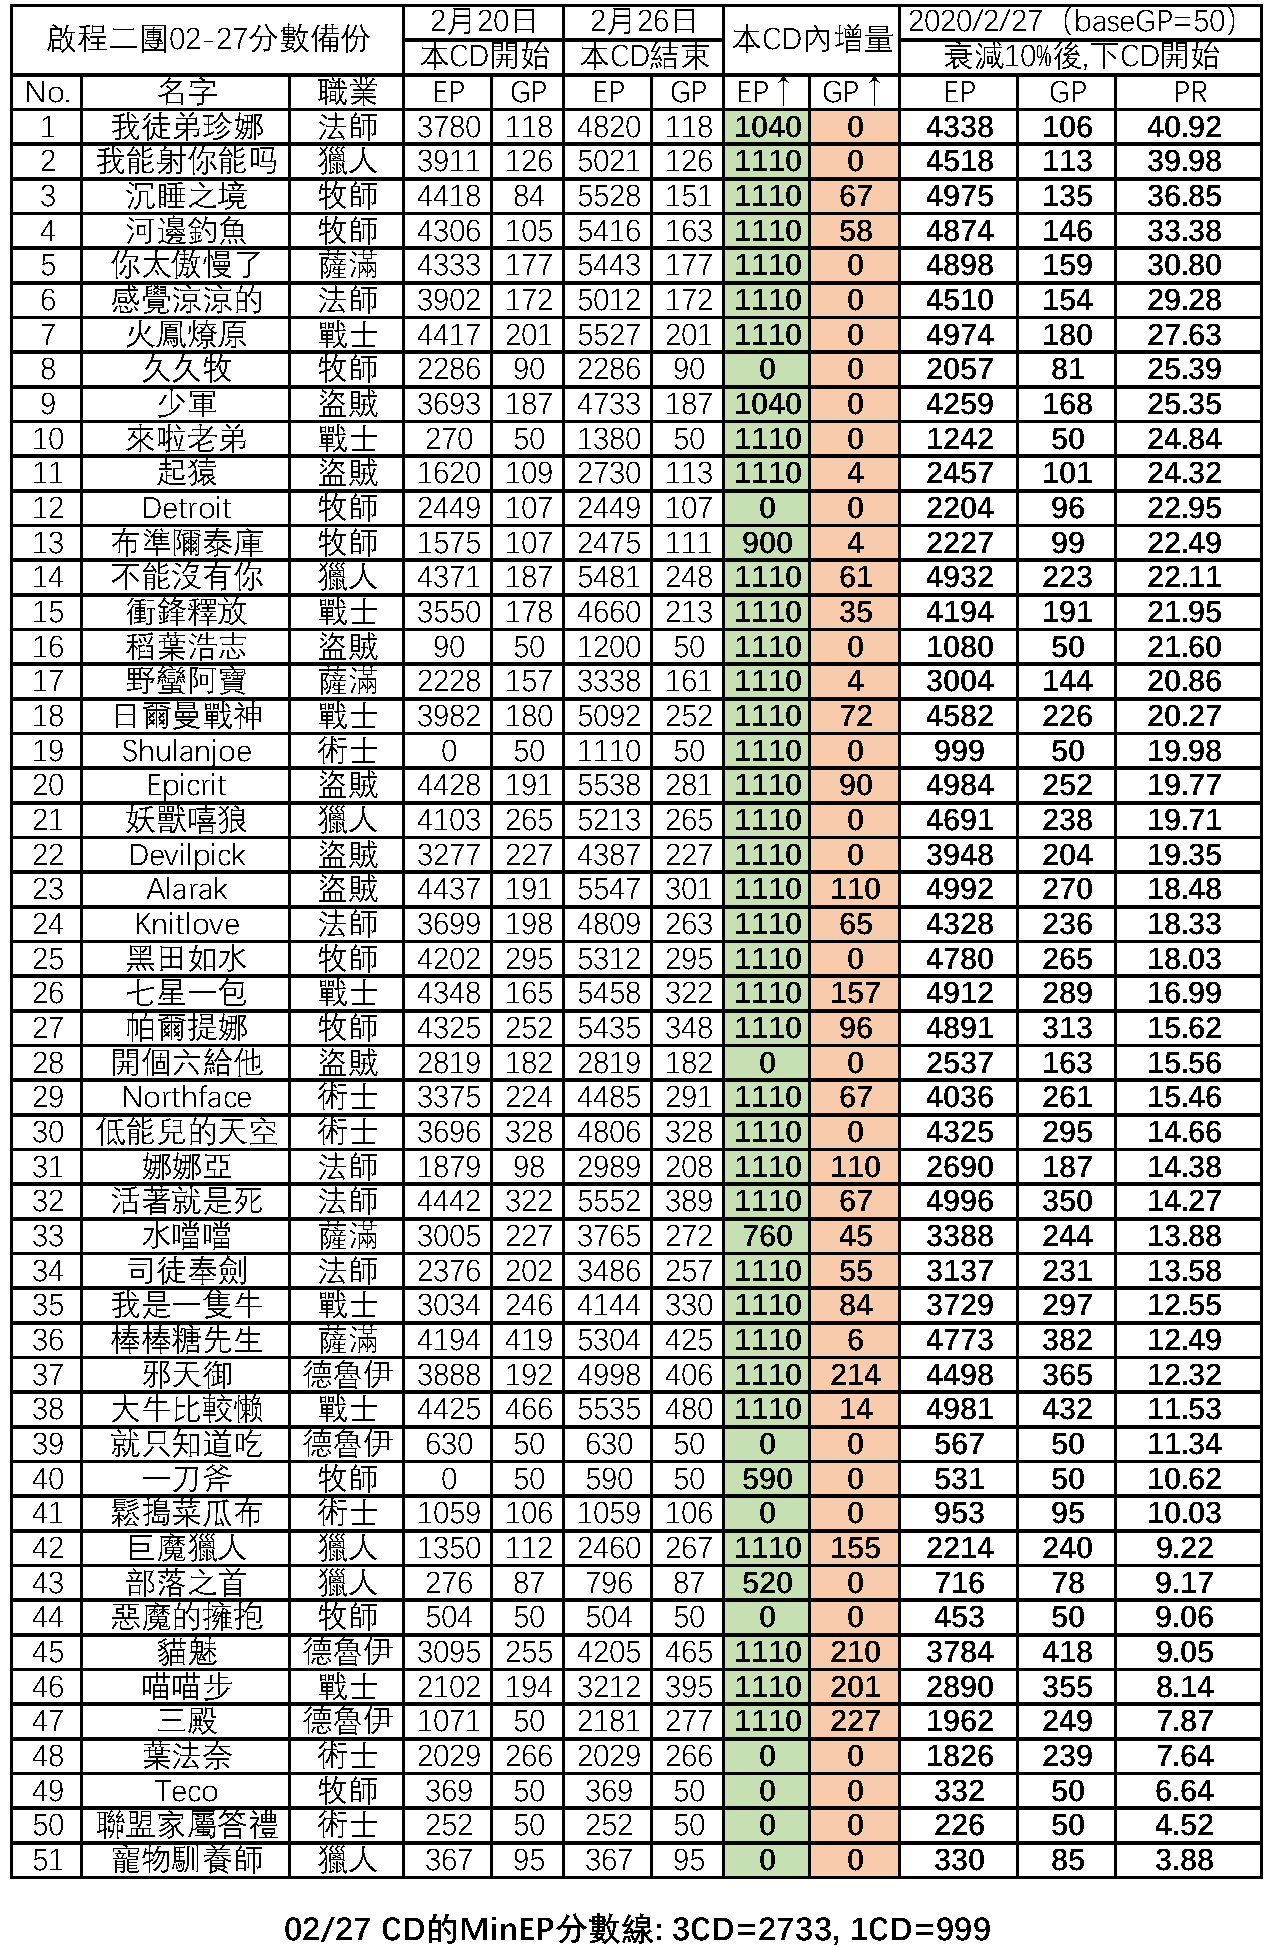 啟程二團02-27分數備份 2月20日 2月26日 本CD內增量 2020/2/27（baseGP=50）
本CD開始 本CD結束 衰減10%後,下CD開始
No. 名字 職業 EP GP EP GP EP↑ GP↑ EP GP PR
1 我徒弟珍娜 法師 3780 118 4820 118 1040 0 4338 106 40.92
2 我能射你能吗 獵人 3911 126 5021 126 1110 0 4518 113 39.98
3 沉睡之境 牧師 4418 84 5528 151 1110 67 4975 135 36.85
4 河邊釣魚 牧師 4306 105 5416 163 1110 58 4874 146 33.38
5 你太傲慢了 薩滿 4333 177 5443 177 1110 0 4898 159 30.80
6 感覺涼涼的 法師 3902 172 5012 172 1110 0 4510 154 29.28
7 火鳳燎原 戰士 4417 201 5527 201 1110 0 4974 180 27.63
8 久久牧 牧師 2286 90 2286 90 0 0 2057 81 25.39
9 少軍 盜賊 3693 187 4733 187 1040 0 4259 168 25.35
10 來啦老弟 戰士 270 50 1380 50 1110 0 1242 50 24.84
11 起猿 盜賊 1620 109 2730 113 1110 4 2457 101 24.32
12 Detroit 牧師 2449 107 2449 107 0 0 2204 96 22.95
13 布準隬泰庫 牧師 1575 107 2475 111 900 4 2227 99 22.49
14 不能沒有你 獵人 4371 187 5481 248 1110 61 4932 223 22.11
15 衝鋒釋放 戰士 3550 178 4660 213 1110 35 4194 191 21.95
16 稻葉浩志 盜賊 90 50 1200 50 1110 0 1080 50 21.60
17 野蠻阿寶 薩滿 2228 157 3338 161 1110 4 3004 144 20.86
18 日爾曼戰神 戰士 3982 180 5092 252 1110 72 4582 226 20.27
19 Shulanjoe 術士 0 50 1110 50 1110 0 999 50 19.98
20 Epicrit 盜賊 4428 191 5538 281 1110 90 4984 252 19.77
21 妖獸嘻狼 獵人 4103 265 5213 265 1110 0 4691 238 19.71
22 Devilpick 盜賊 3277 227 4387 227 1110 0 3948 204 19.35
23 Alarak 盜賊 4437 191 5547 301 1110 110 4992 270 18.48
24 Knitlove 法師 3699 198 4809 263 1110 65 4328 236 18.33
25 黑田如水 牧師 4202 295 5312 295 1110 0 4780 265 18.03
26 七星一包 戰士 4348 165 5458 322 1110 157 4912 289 16.99
27 帕爾提娜 牧師 4325 252 5435 348 1110 96 4891 313 15.62
28 開個六給他 盜賊 2819 182 2819 182 0 0 2537 163 15.56
29 Northface 術士 3375 224 4485 291 1110 67 4036 261 15.46
30 低能兒的天空 術士 3696 328 4806 328 1110 0 4325 295 14.66
31 娜娜亞 法師 1879 98 2989 208 1110 110 2690 187 14.38
32 活著就是死 法師 4442 322 5552 389 1110 67 4996 350 14.27
33 水噹噹 薩滿 3005 227 3765 272 760 45 3388 244 13.88
34 司徒奉劍 法師 2376 202 3486 257 1110 55 3137 231 13.58
35 我是一隻牛 戰士 3034 246 4144 330 1110 84 3729 297 12.55
36 棒棒糖先生 薩滿 4194 419 5304 425 1110 6 4773 382 12.49
37 邪天御 德魯伊 3888 192 4998 406 1110 214 4498 365 12.32
38 大牛比較懶 戰士 4425 466 5535 480 1110 14 4981 432 11.53
39 就只知道吃 德魯伊 630 50 630 50 0 0 567 50 11.34
40 一刀斧 牧師 0 50 590 50 590 0 531 50 10.62
41 鬆搗菜瓜布 術士 1059 106 1059 106 0 0 953 95 10.03
42 巨魔獵人 獵人 1350 112 2460 267 1110 155 2214 240 9.22
43 部落之首 獵人 276 87 796 87 520 0 716 78 9.17
44 惡魔的擁抱 牧師 504 50 504 50 0 0 453 50 9.06
45 貓魅 德魯伊 3095 255 4205 465 1110 210 3784 418 9.05
46 喵喵步 戰士 2102 194 3212 395 1110 201 2890 355 8.14
47 三殿 德魯伊 1071 50 2181 277 1110 227 1962 249 7.87
48 葉法奈 術士 2029 266 2029 266 0 0 1826 239 7.64
49 Teco 牧師 369 50 369 50 0 0 332 50 6.64
50 聯盟家屬答禮 術士 252 50 252 50 0 0 226 50 4.52
51 寵物馴養師 獵人 367 95 367 95 0 0 330 85 3.88
02/27 CD的MinEP分數線: 3CD=2733, 1CD=999